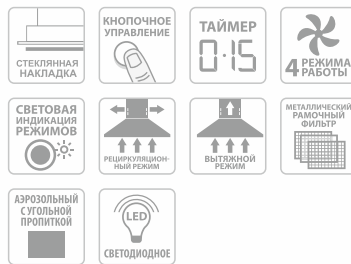 СТЕКЛЯННАЯ
НАКЛАДКА
КНОПОЧНОЕ
УПРАВЛЕНИЕ
ТАЙМЕР
0:15
4 РЕЖИМА
РАБОТЫ
СВЕТОВАЯ
ИНДИКАЦИЯ
РЕЖИМОВ
РЕЦИРКУЛЯЦИОН-
НЫЙ РЕЖИМ
ВЫТЯЖНОЙ
РЕЖИМ
МЕТАЛЛИЧЕСКИЙ
РАМОЧНЫЙ
ФИЛЬТР
АЭРОЗОЛЬНЫЙ
С УГОЛЬНОЙ
ПРОПИТКОЙ
LED
СВЕТОДИОДНОЕ